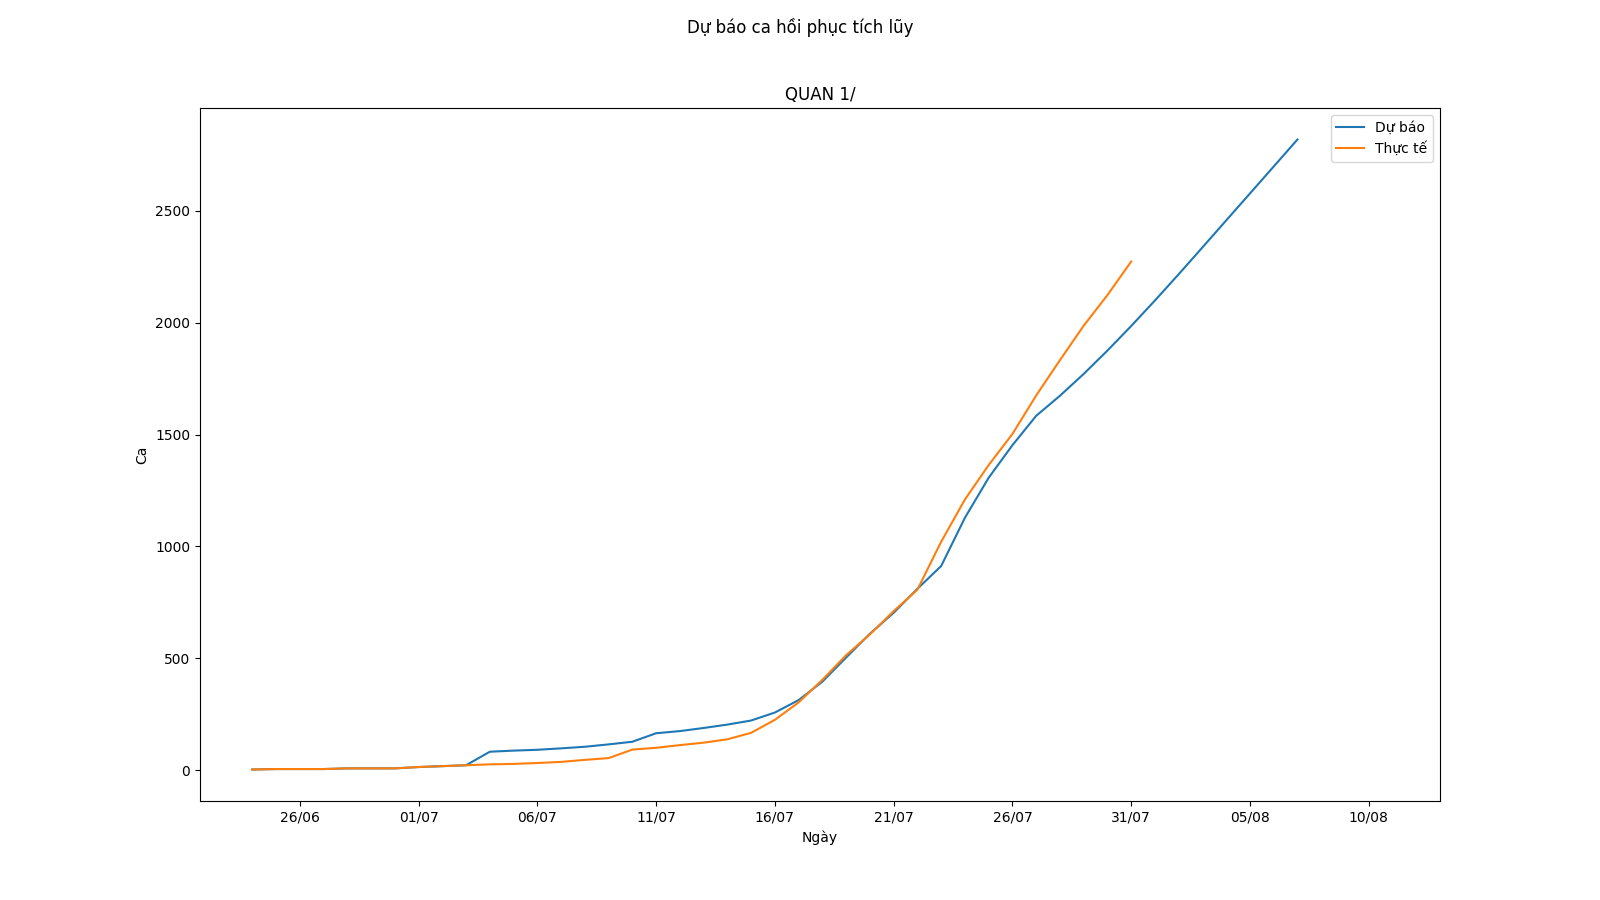 Dự báo ca hồi phục tích lũy
QUAN 1/
Dự báo
Thực tế
2500
2000
1500
1000
500
0
Ca
26/06 01/07 06/07 11/07 16/07 21/07 26/07 31/07 05/08 10/08
Ngày